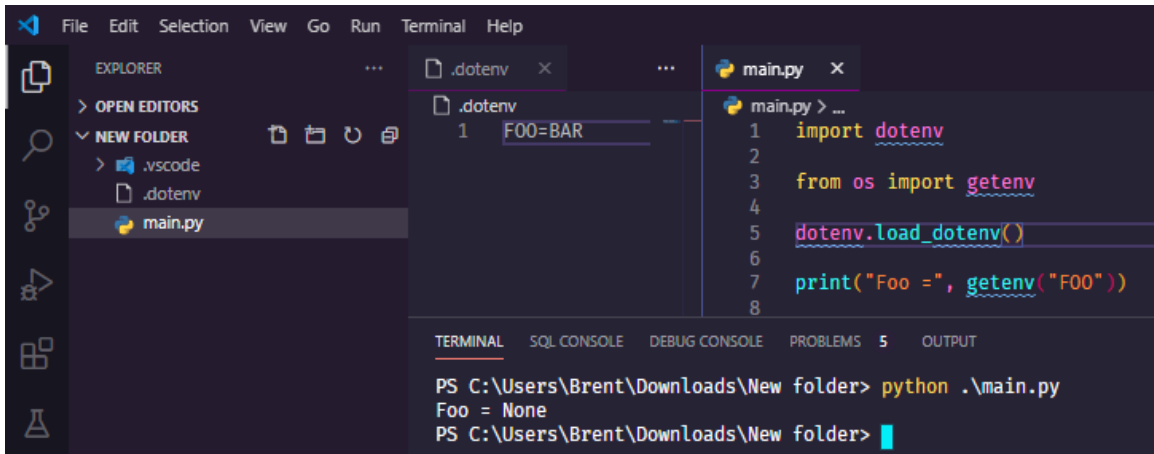 File Edit Selection View Go Run Terminal Help
EXPLORER ...
OPEN EDITORS
NEW FOLDER
.vscode
.dotenv
main.py
.dotenv ...
.dotenv
1 FOO=BAR
main.py
main.py > ...
1 import dotenv
2
3 from os import getenv
4
5 dotenv.load_dotenv()
6
7 print("Foo =", getenv("FOO"))
8
TERMINAL SQL CONSOLE DEBUG CONSOLE PROBLEMS 5 OUTPUT
PS C:\Users\Brent\Downloads\New folder> python .\main.py
Foo = None
PS C:\Users\Brent\Downloads\New folder>